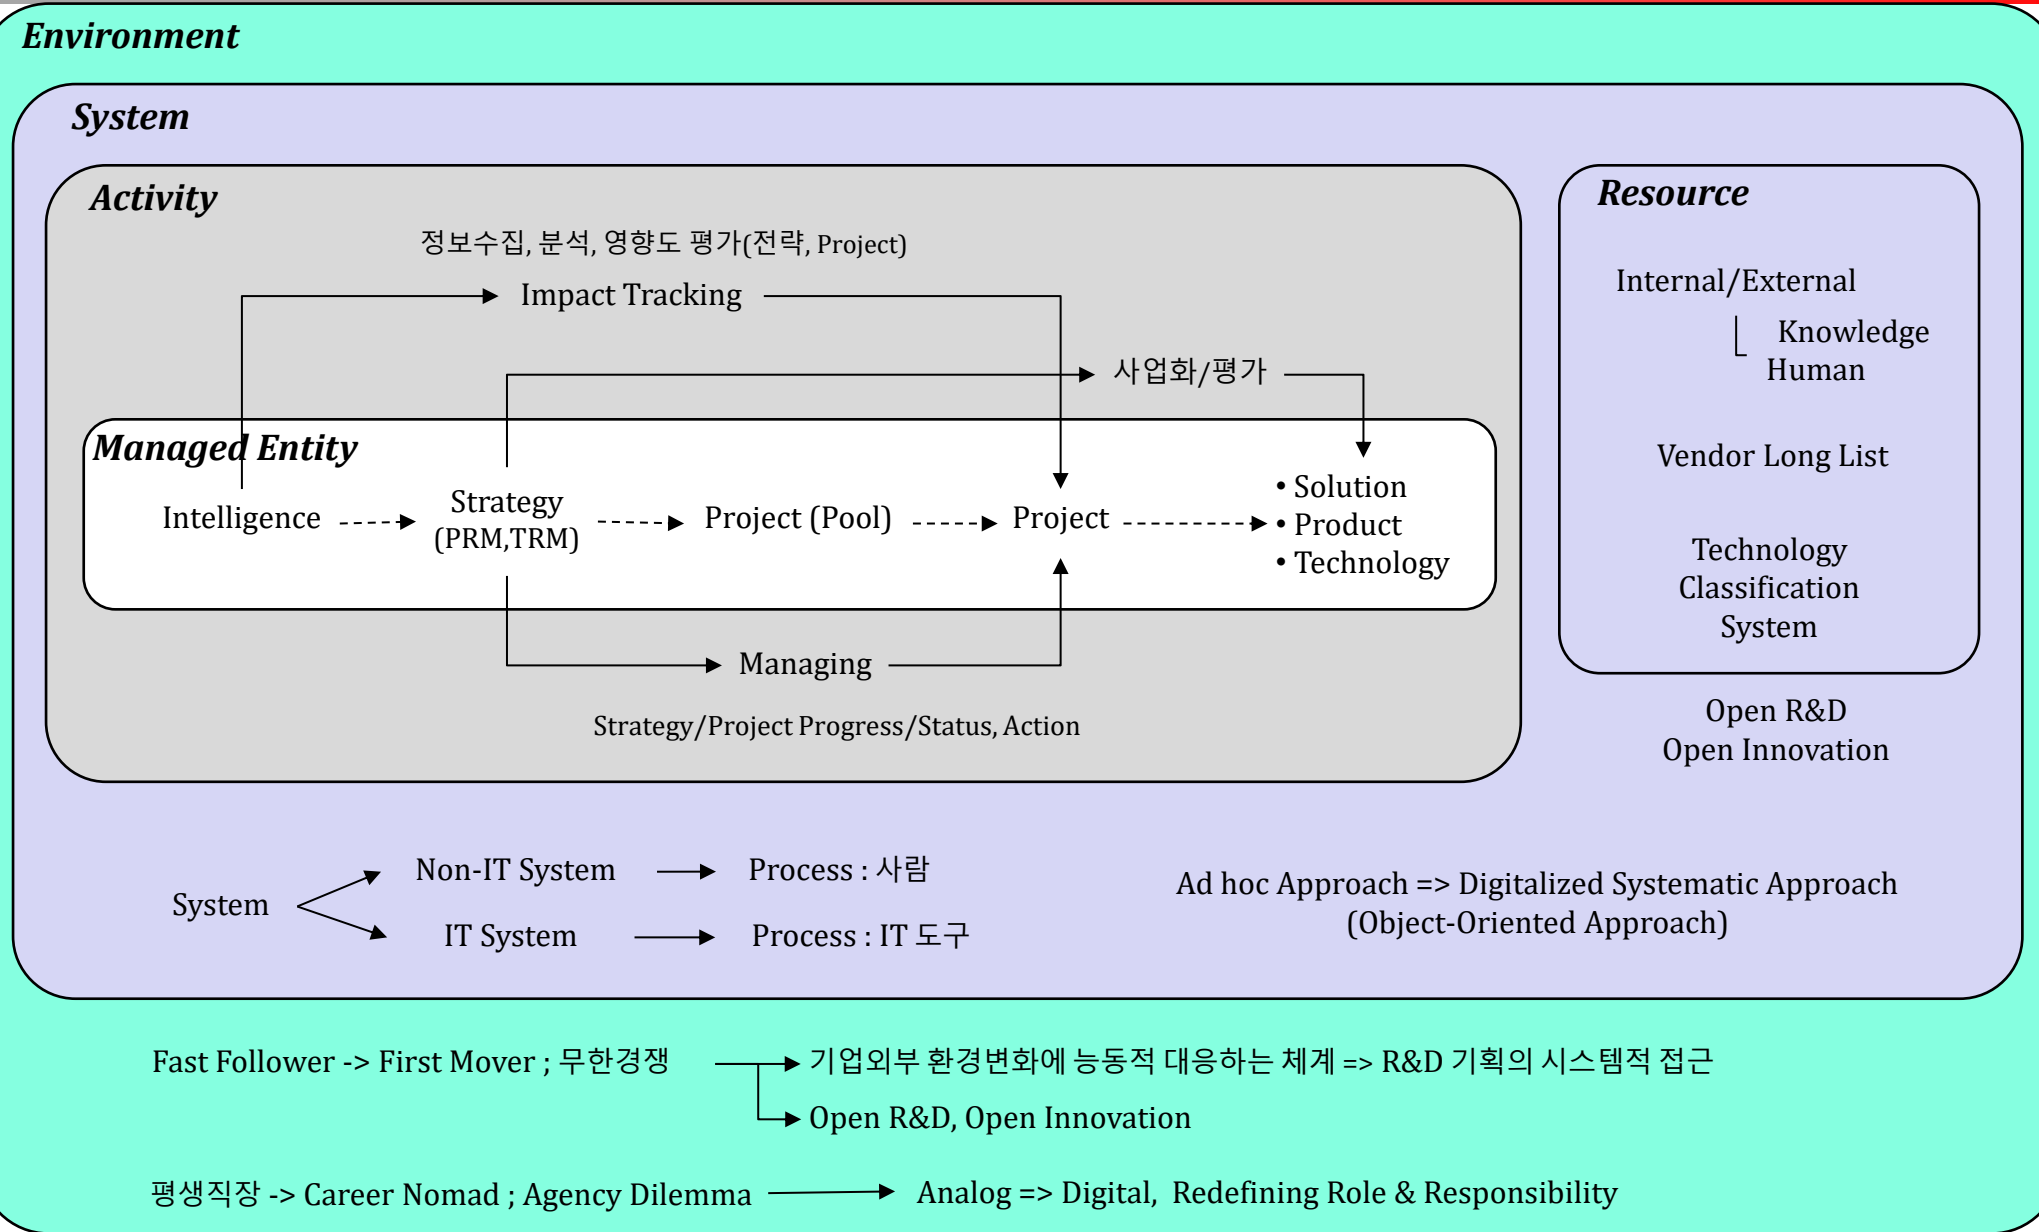 Environment
System
Activity
정보수집, 분석, 영향도 평가(전략, Project)
Impact Tracking
사업화/평가
Managed Entity
Intelligence
Strategy
(PRM,TRM)
Project (Pool)
Project
• Solution
• Product
• Technology
Managing
Strategy/Project Progress/Status, Action
Resource
Internal/External
Knowledge
Human
Vendor Long List
Technology
Classification
System
Open R&D
Open Innovation
System
Non-IT System
Process : 사람
IT System
Process : IT 도구
Ad hoc Approach => Digitalized Systematic Approach
(Object-Oriented Approach)
Fast Follower -> First Mover ; 무한경쟁
기업외부 환경변화에 능동적 대응하는 체계 => R&D 기획의 시스템적 접근
Open R&D, Open Innovation
평생직장 -> Career Nomad ; Agency Dilemma
Analog => Digital, Redefining Role & Responsibility